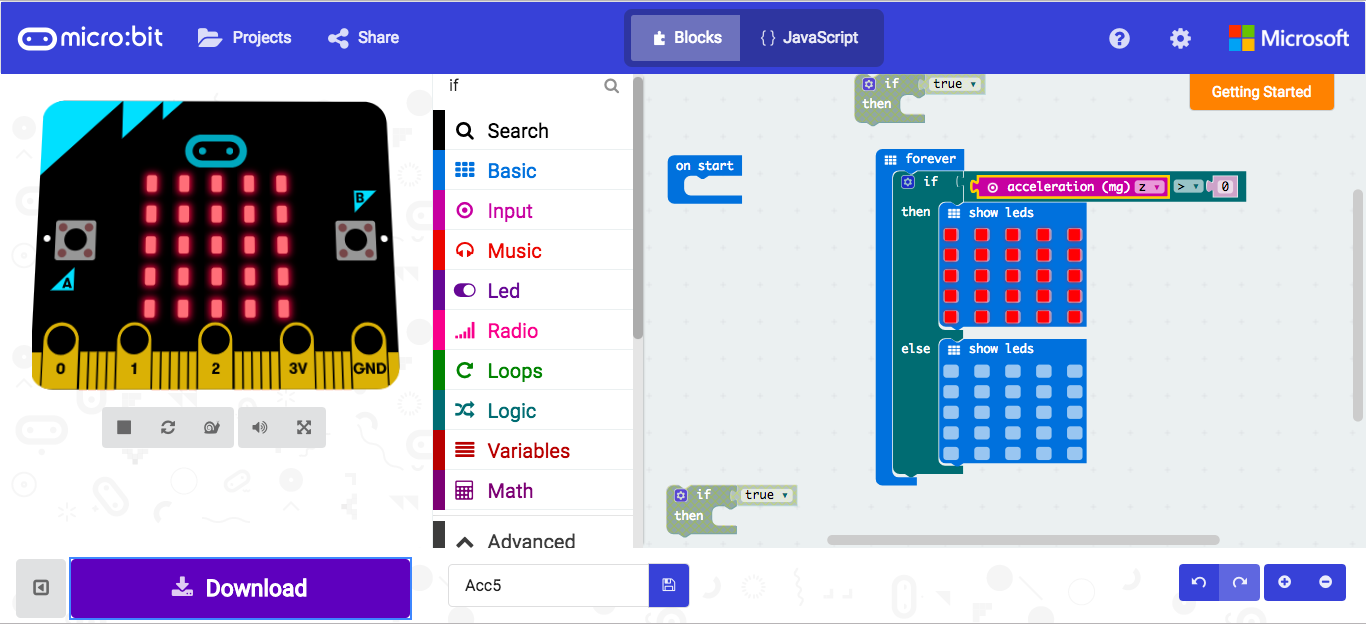 micro:bit
Projects
Share
Blocks
{ } JavaScript
?
Microsoft
Getting Started
B
A
0
1
2
3V
GND
Download
if
Search
Basic
Input
Music
Led
Radio
Loops
Logic
Variables
Math
Advanced
Acc5
if true
then
on start
forever
if acceleration (mg) z > 0
then show leds
else show leds
if true
then